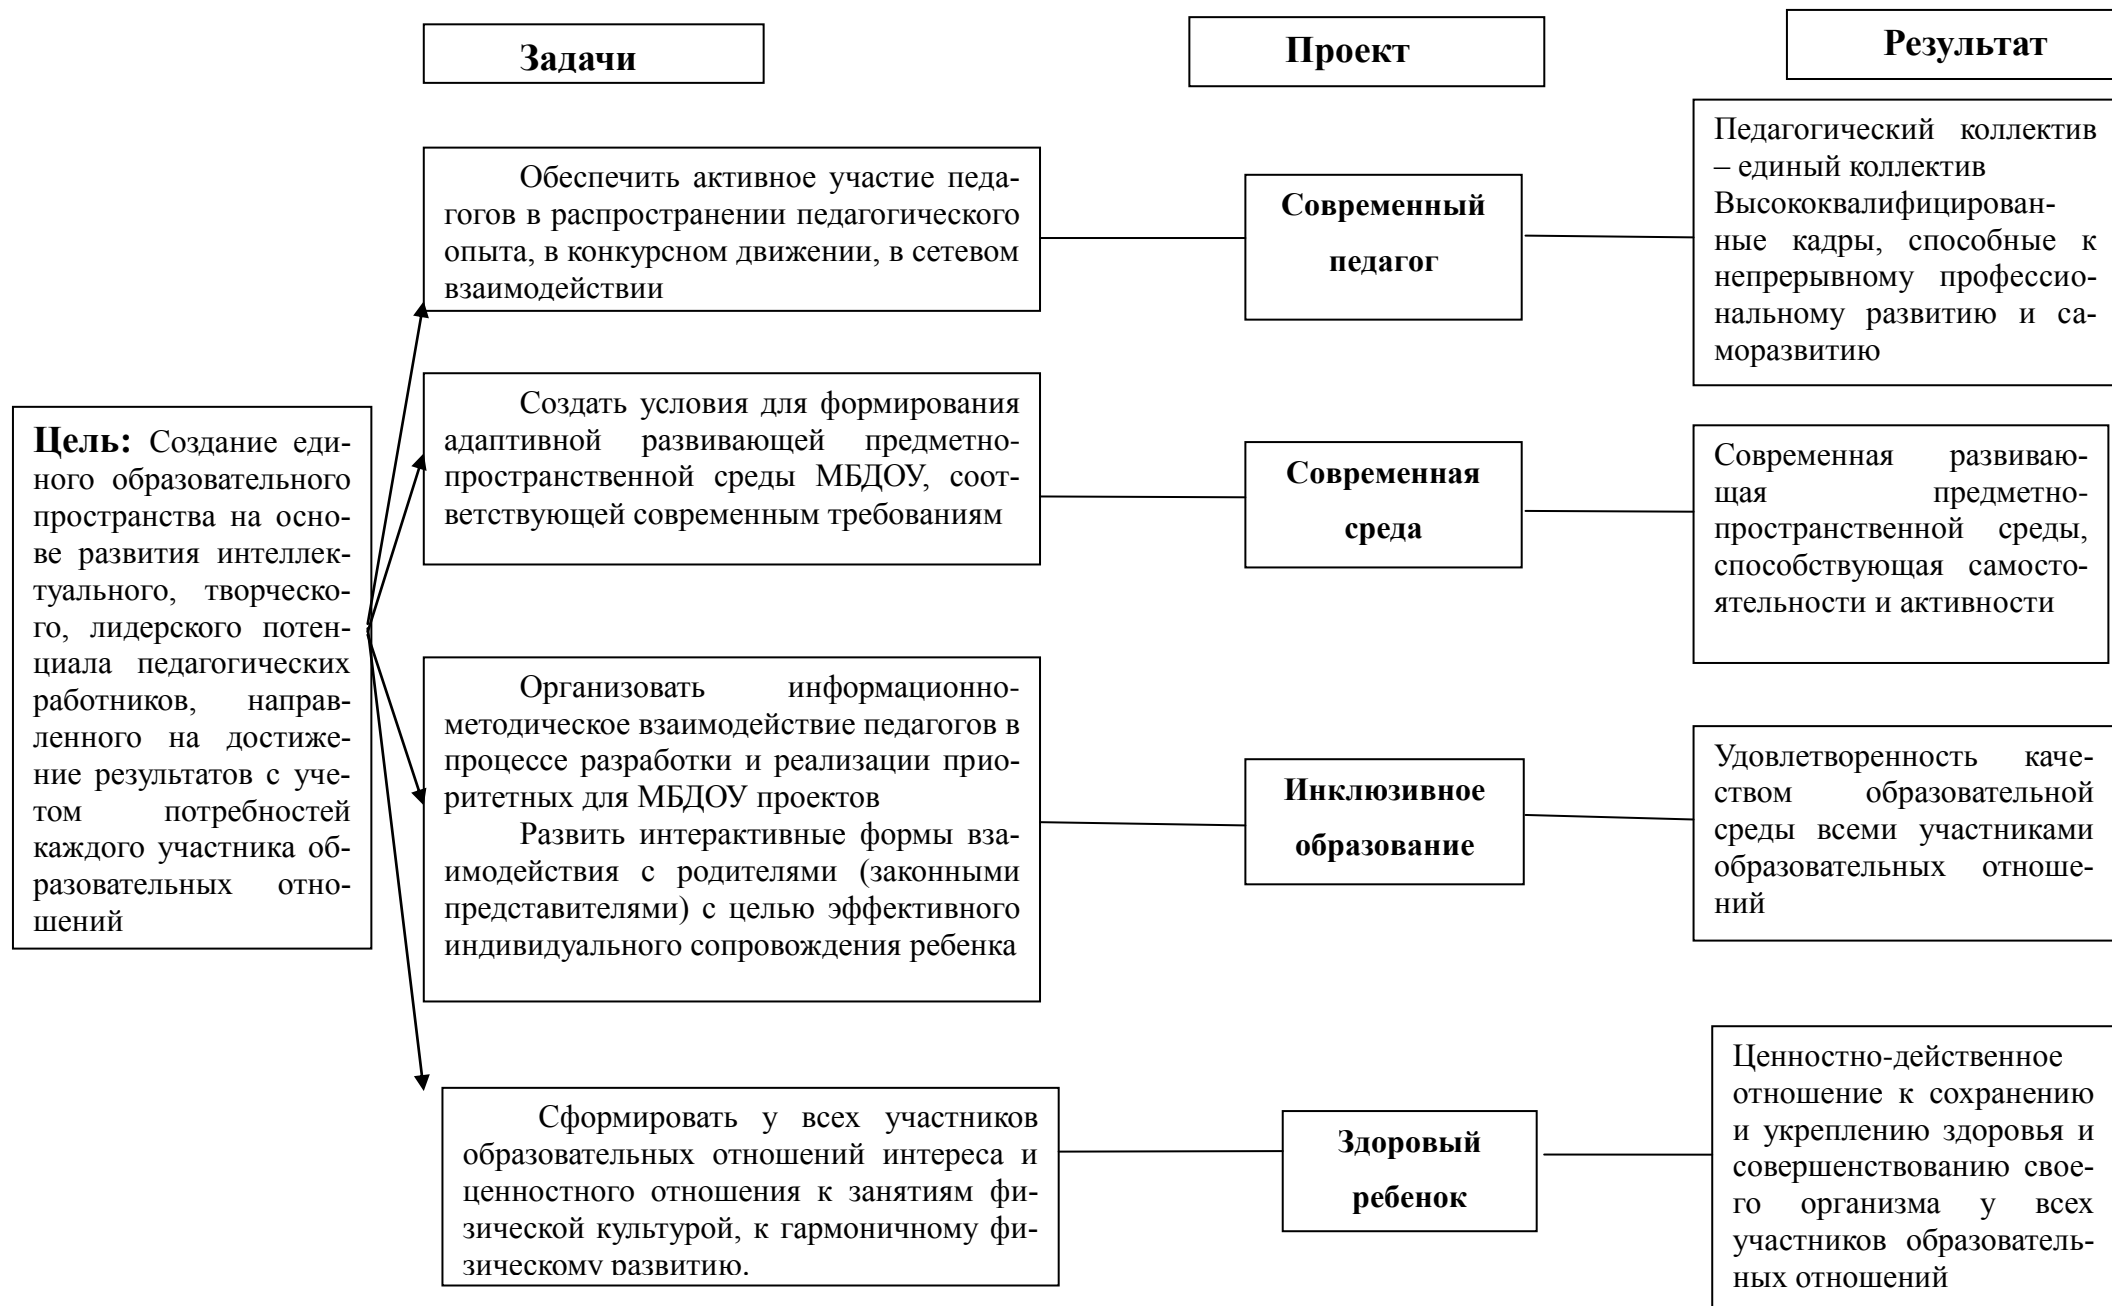 Задачи
Проект
Результат
Цель: Создание еди-
ного образовательного
пространства на осно-
ве развития интеллек-
туального, творческо-
го, лидерского потен-
циала педагогических
работников, направ-
ленного на достиже-
ние результатов с уче-
том потребностей
каждого участника об-
разовательных отно-
шений
Обеспечить активное участие педа-
гогов в распространении педагогического
опыта, в конкурсном движении, в сетевом
взаимодействии
Современный
педагог
Педагогический коллектив
– единый коллектив
Высококвалифицирован-
ные кадры, способные к
непрерывному профессио-
нальному развитию и са-
моразвитию
Создать условия для формирования
адаптивной развивающей предметно-
пространственной среды МБДОУ, соот-
ветствующей современным требованиям
Современная
среда
Современная развиваю-
щая предметно-
пространственной среды,
способствующая самосто-
ятельности и активности
Организовать информационно-
методическое взаимодействие педагогов в
процессе разработки и реализации прио-
ритетных для МБДОУ проектов
Развить интерактивные формы вза-
имодействия с родителями (законными
представителями) с целью эффективного
индивидуального сопровождения ребенка
Инклюзивное
образование
Удовлетворенность каче-
ством образовательной
среды всеми участниками
образовательных отноше-
ний
Сформировать у всех участников
образовательных отношений интереса и
ценностного отношения к занятиям фи-
зической культурой, к гармоничному фи-
зическому развитию.
Здоровый
ребенок
Ценностно-действенное
отношение к сохранению
и укреплению здоровья и
совершенствованию свое-
го организма у всех
участников образователь-
ных отношений